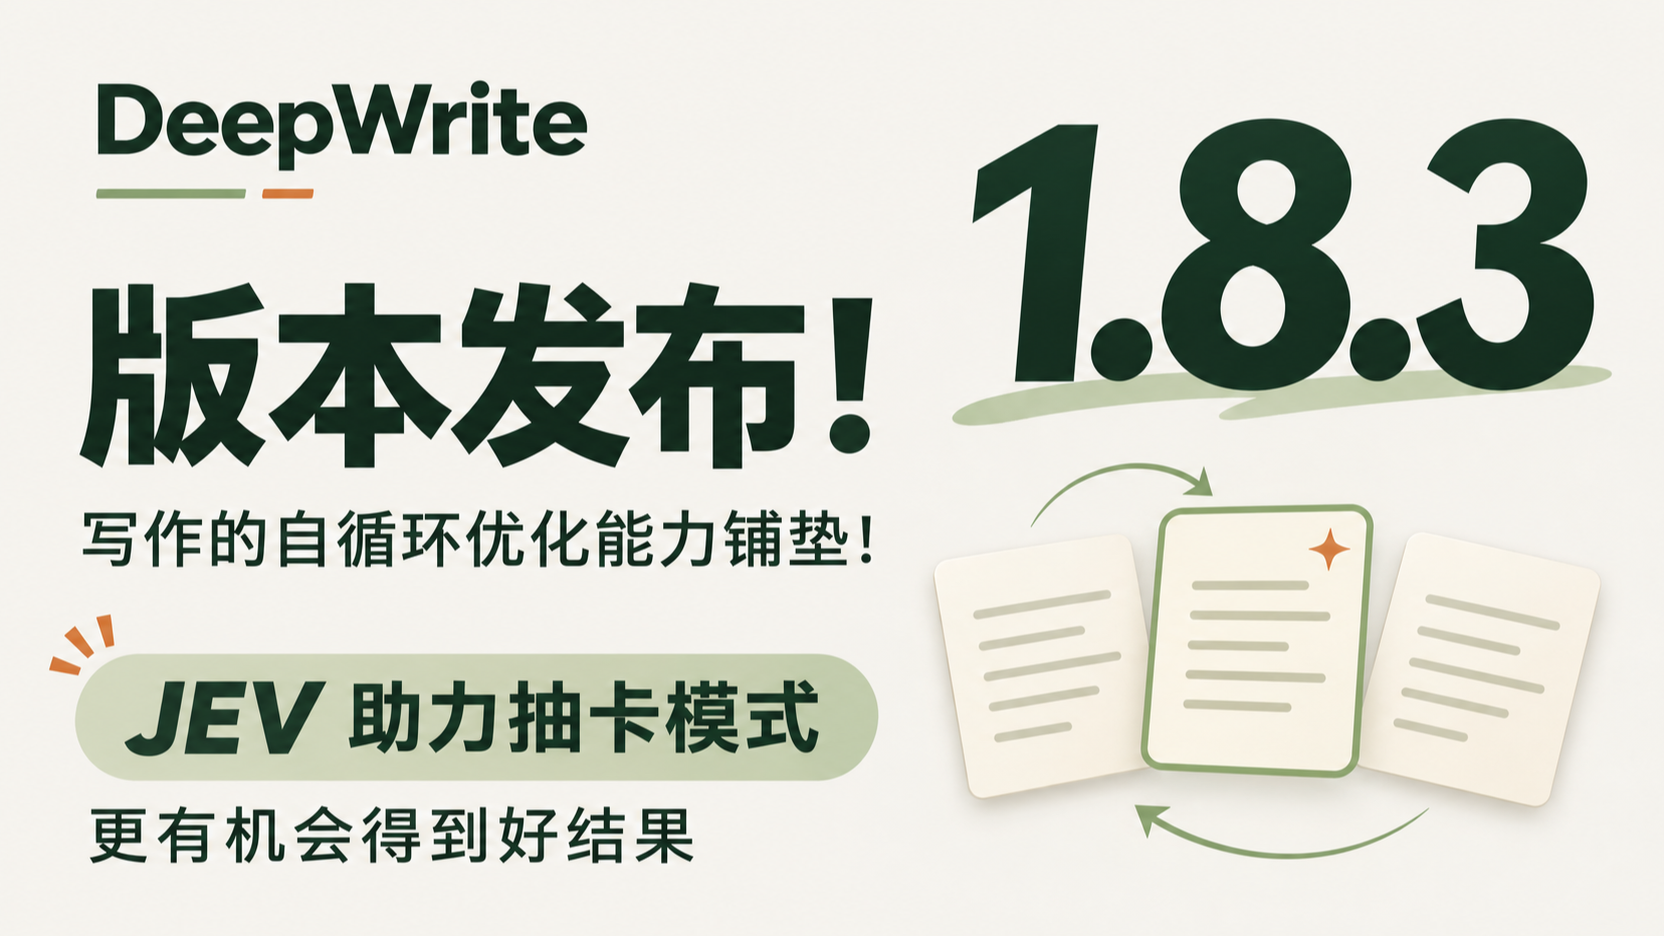 DeepWrite
版本发布!
1.8.3
写作的自循环优化能力铺垫!
JEV 助力抽卡模式
更有机会得到好结果